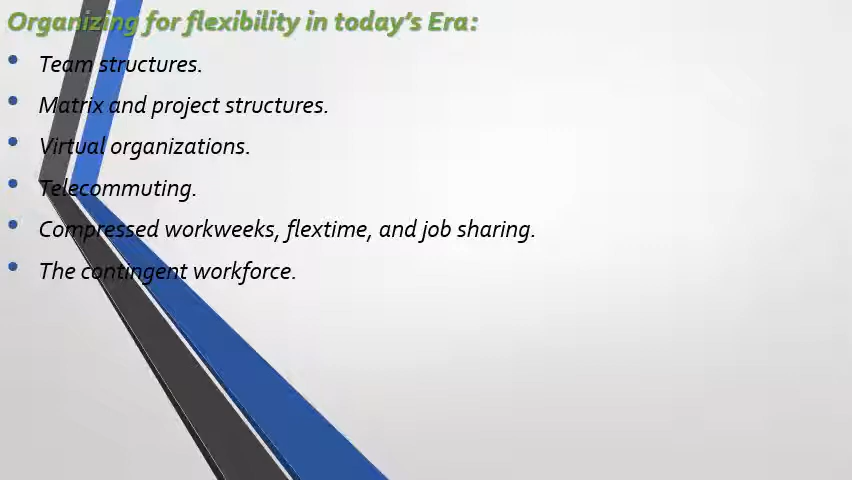 Organizing for flexibility in today's Era:
• Team structures.
• Matrix and project structures.
• Virtual organizations.
• Telecommuting.
• Compressed workweeks, flextime, and job sharing.
• The contingent workforce.